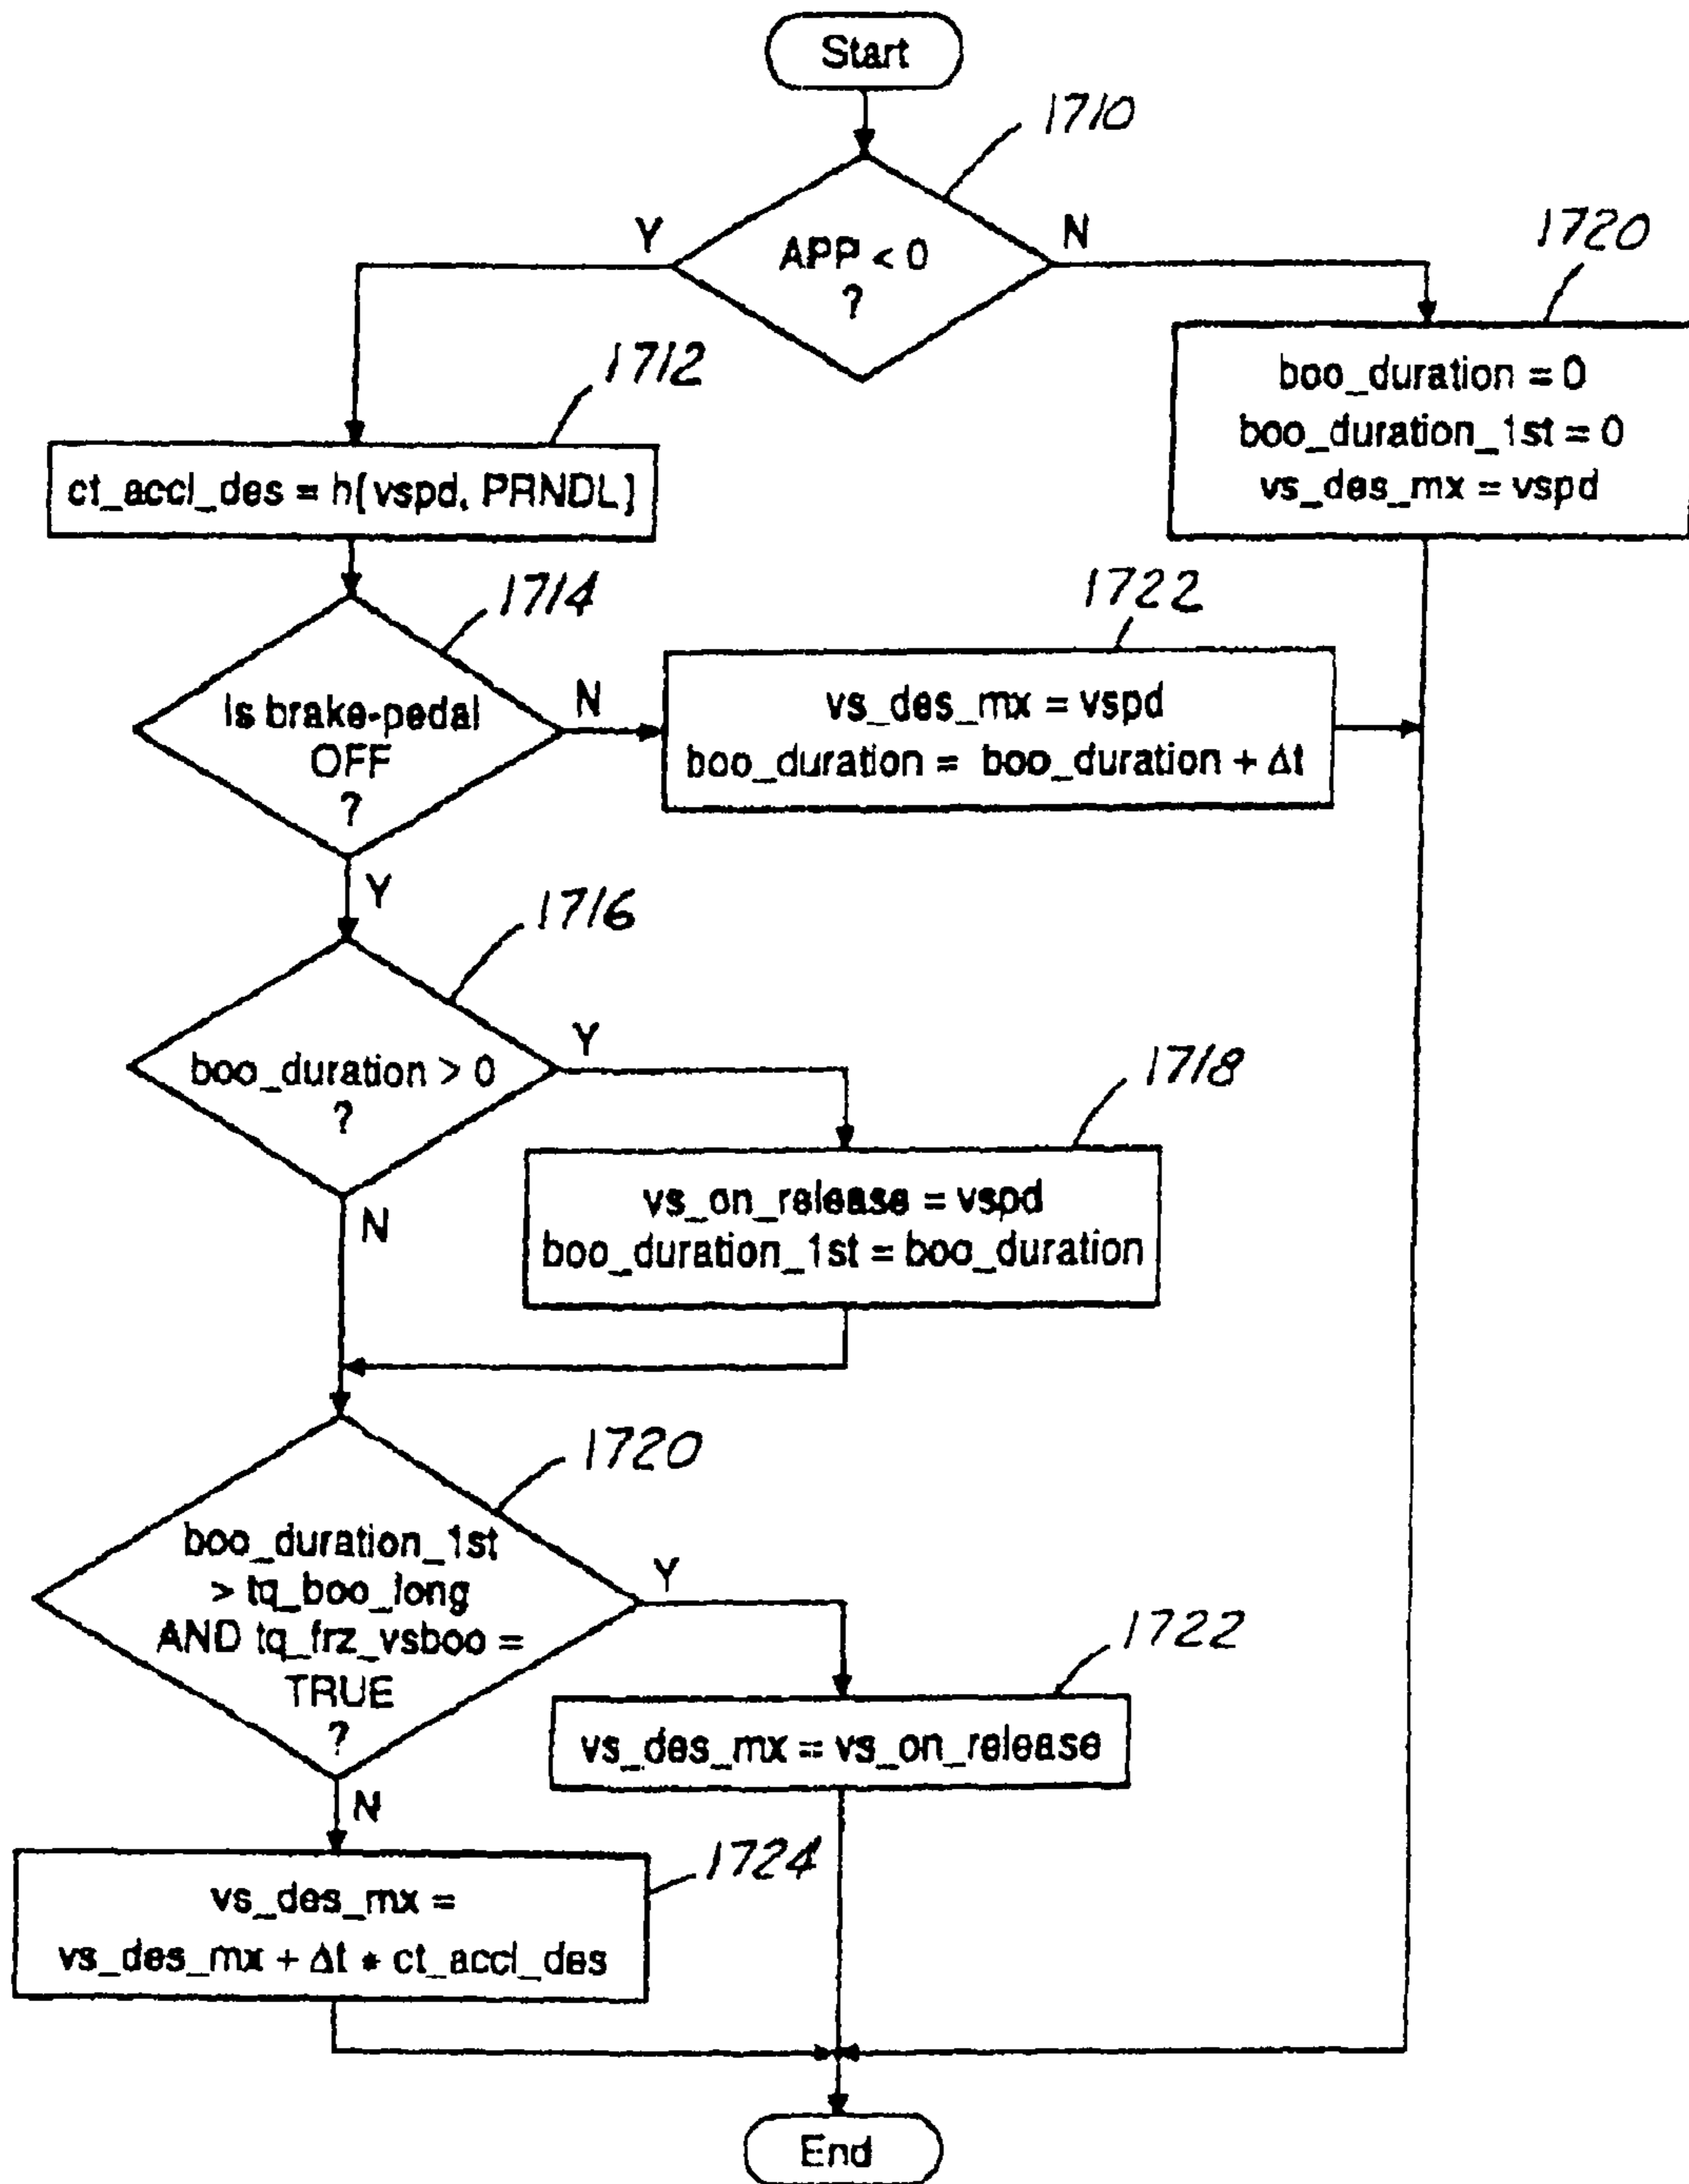 Start
1710
APP < 0
?
Y
N
1720
boo_duration = 0
boo_duration_1st = 0
vs_des_mx = vspd
1712
ct_accl_des = h[vspd, PRNDL]
1714
Is brake-pedal
OFF
?
N
Y
1722
vs_des_mx = vspd
boo_duration = boo_duration + Δt
1716
boo_duration > 0
?
Y
N
1718
vs_on_release = vspd
boo_duration_1st = boo_duration
1720
boo_duration_1st
> tq_boo_long
AND tq_frz_vsboo =
TRUE
?
Y
N
1722
vs_des_mx = vs_on_release
1724
vs_des_mx =
vs_des_mx + Δt * ct_accl_des
End